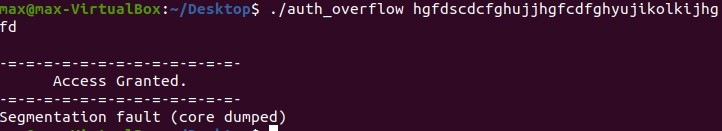 max@max-VirtualBox:~/Desktop$ ./auth_overflow hgfdscdcfghujjhgfcdfghyujikolkijhg
fd

-=-=-=-=-=-=-=-=-=-=-=-=-=-
      Access Granted.
-=-=-=-=-=-=-=-=-=-=-=-=-=-
Segmentation fault (core dumped)